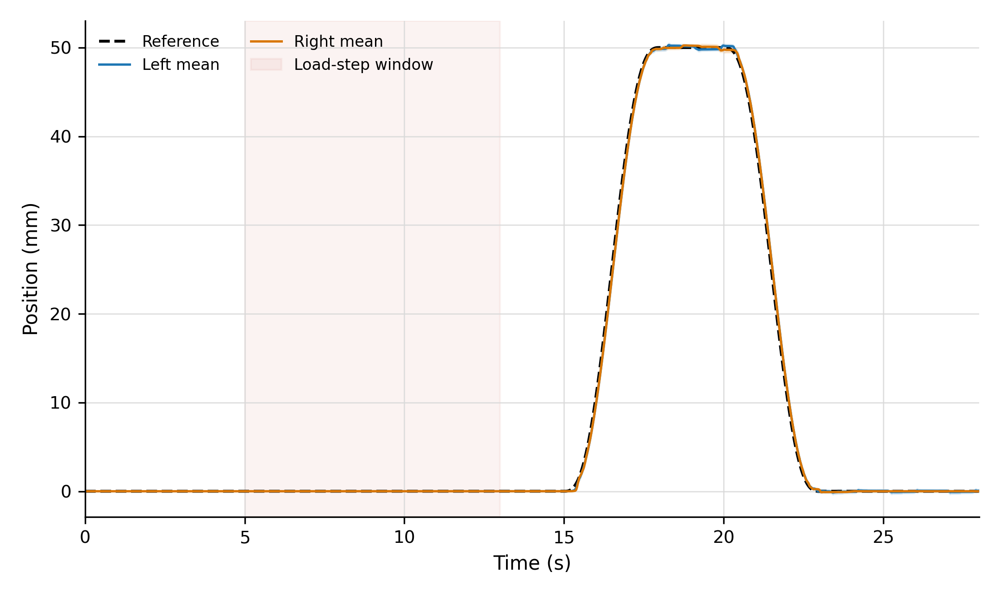 Reference
Left mean
Right mean
Load-step window
50
40
30
20
10
0
Position (mm)
0 5 10 15 20 25
Time (s)